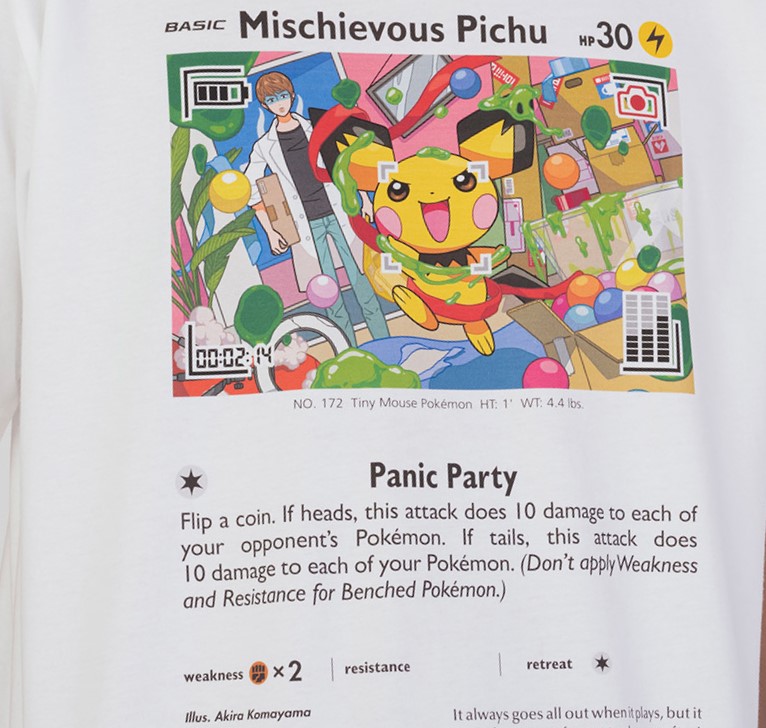 BASIC Mischievous Pichu HP30
00:02:14
NO. 172 Tiny Mouse Pokémon HT: 1' WT: 4.4 lbs.
Panic Party
Flip a coin. If heads, this attack does 10 damage to each of
your opponent's Pokémon. If tails, this attack does
10 damage to each of your Pokémon. (Don't apply Weakness
and Resistance for Benched Pokémon.)
weakness ×2 resistance retreat
Illus. Akira Komayama It always goes all out when it plays, but it